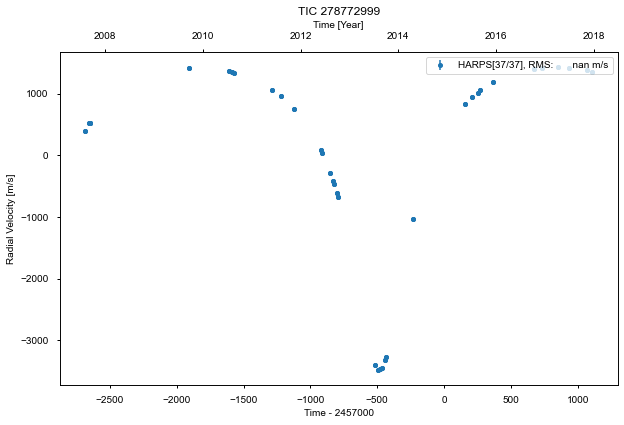 TIC 278772999
Time [Year]
2008 2010 2012 2014 2016 2018
HARPS[37/37], RMS: nan m/s
1000
0
−1000
−2000
−3000
Radial Velocity [m/s]
−2500 −2000 −1500 −1000 −500 0 500 1000
Time - 2457000